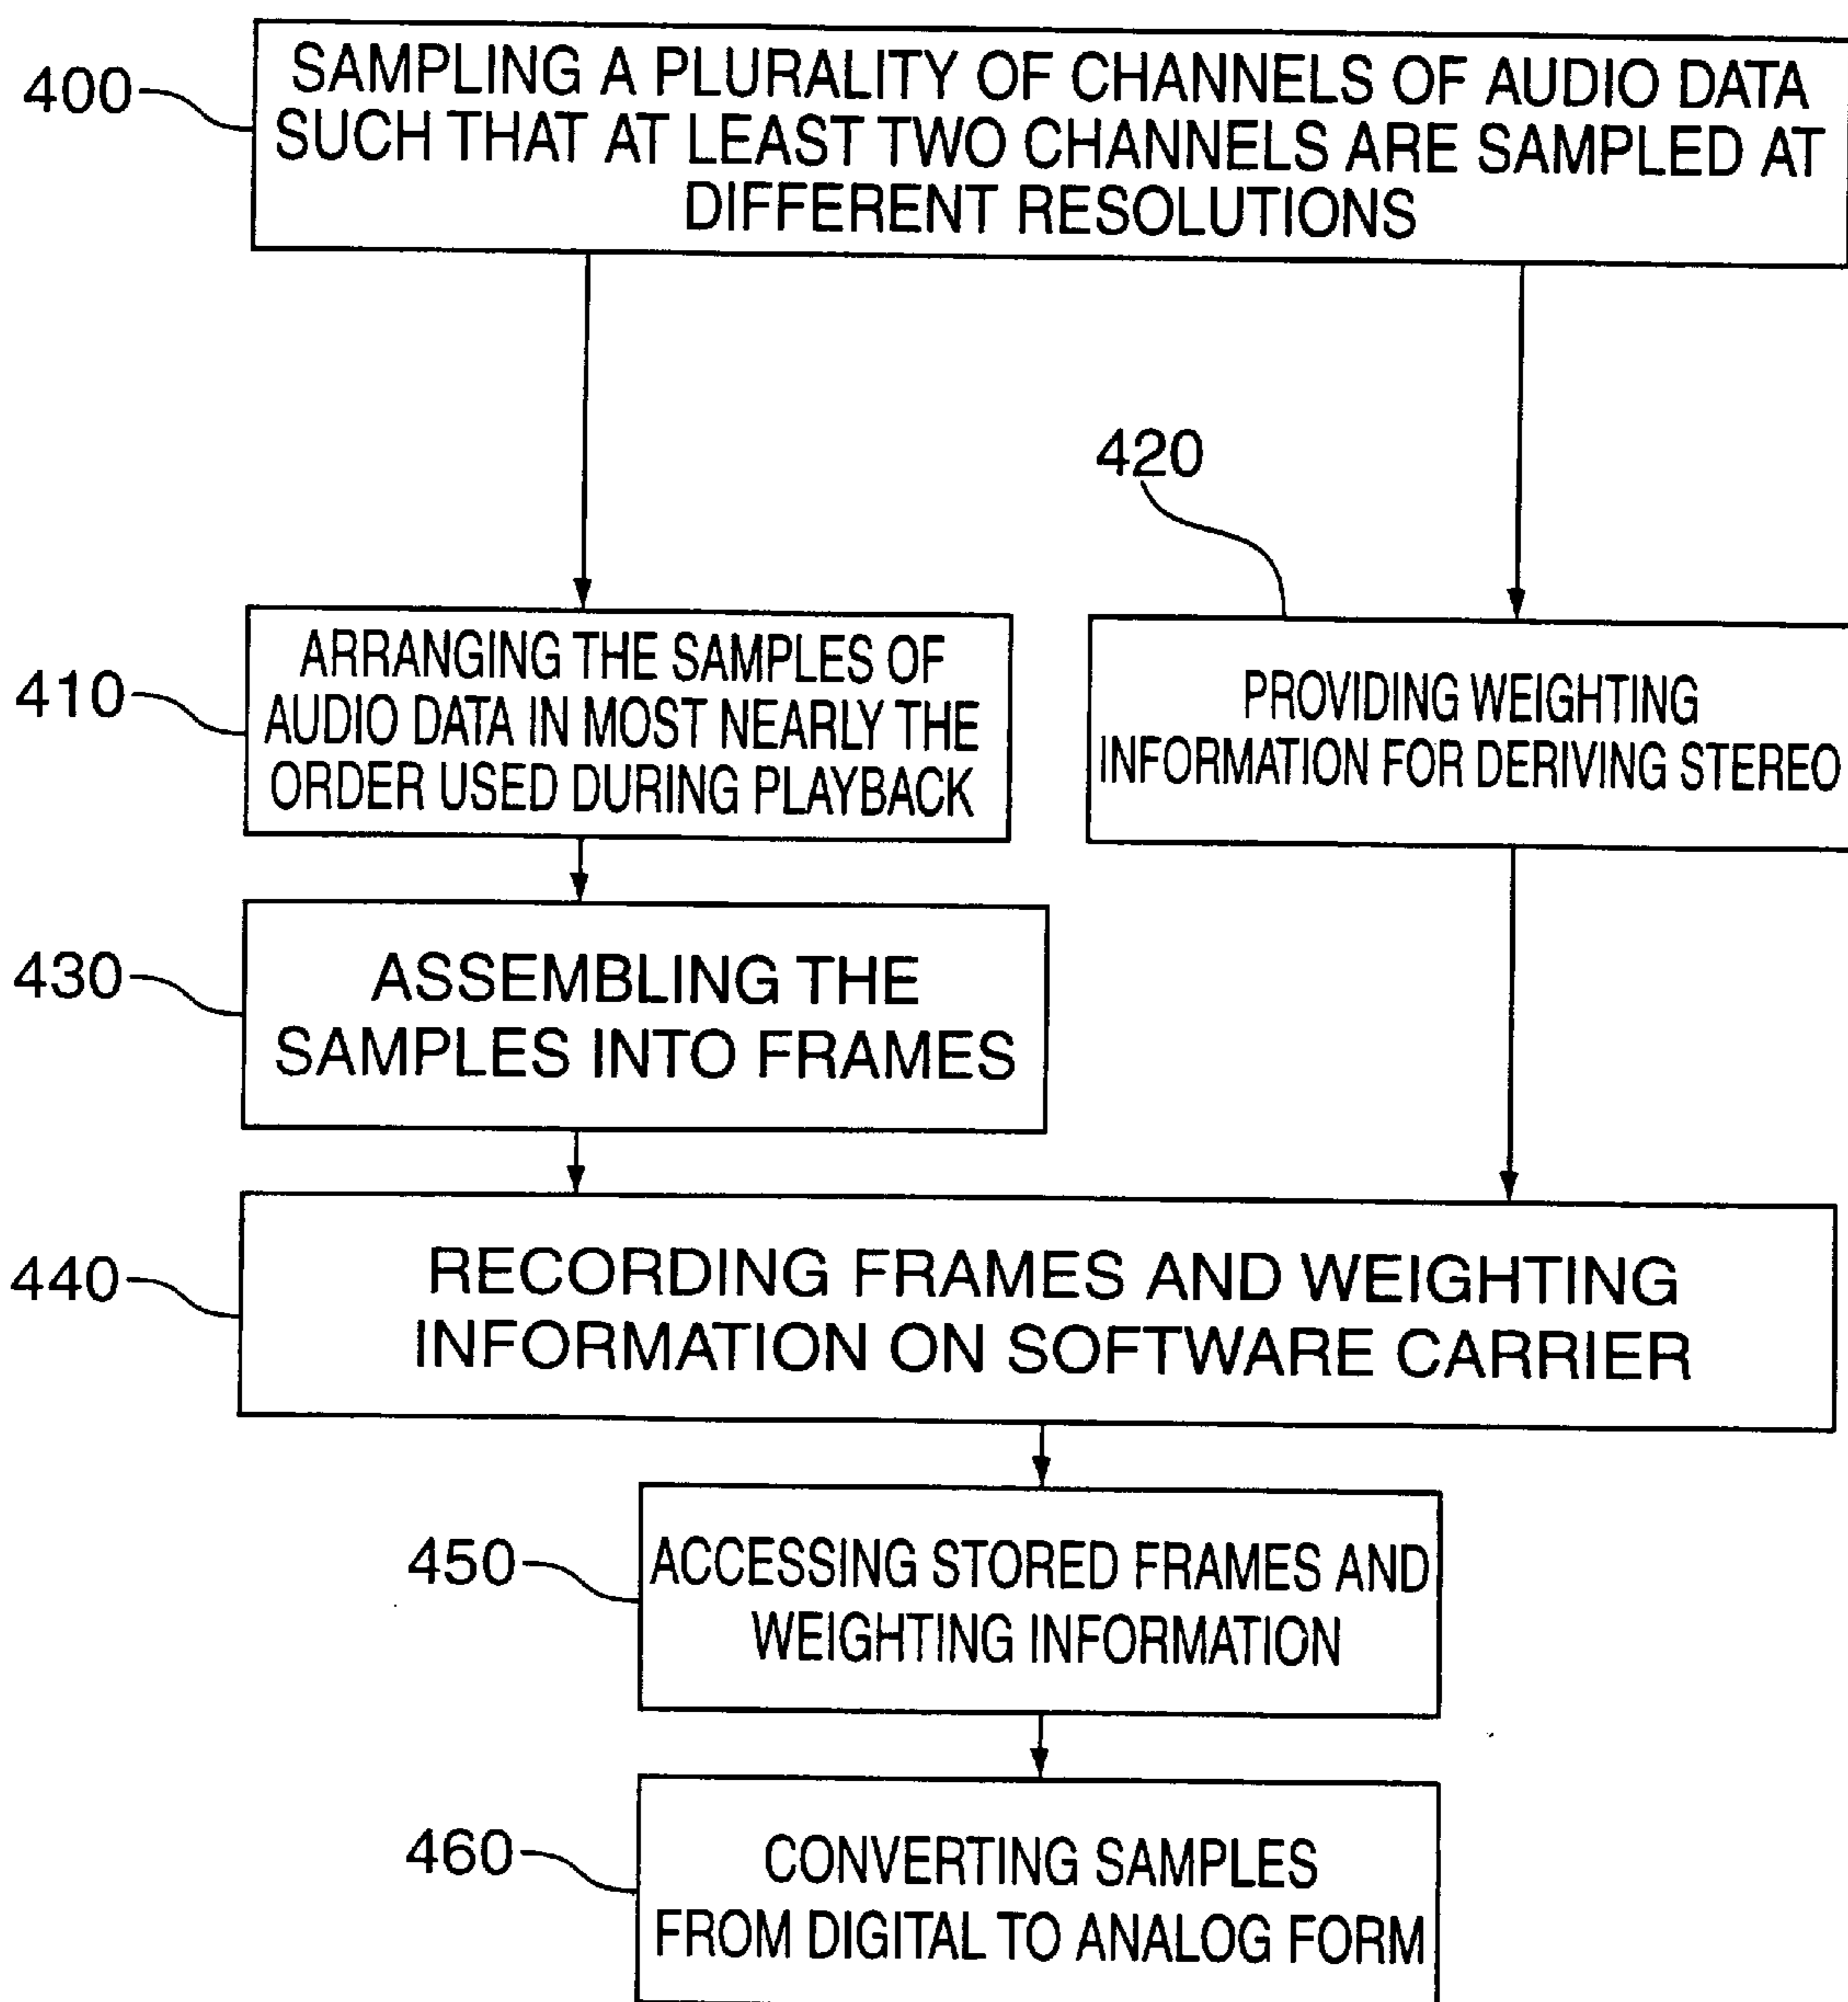 400
SAMPLING A PLURALITY OF CHANNELS OF AUDIO DATA
SUCH THAT AT LEAST TWO CHANNELS ARE SAMPLED AT
DIFFERENT RESOLUTIONS
420
410
ARRANGING THE SAMPLES OF
AUDIO DATA IN MOST NEARLY THE
ORDER USED DURING PLAYBACK
PROVIDING WEIGHTING
INFORMATION FOR DERIVING STEREO
430
ASSEMBLING THE
SAMPLES INTO FRAMES
440
RECORDING FRAMES AND WEIGHTING
INFORMATION ON SOFTWARE CARRIER
450
ACCESSING STORED FRAMES AND
WEIGHTING INFORMATION
460
CONVERTING SAMPLES
FROM DIGITAL TO ANALOG FORM